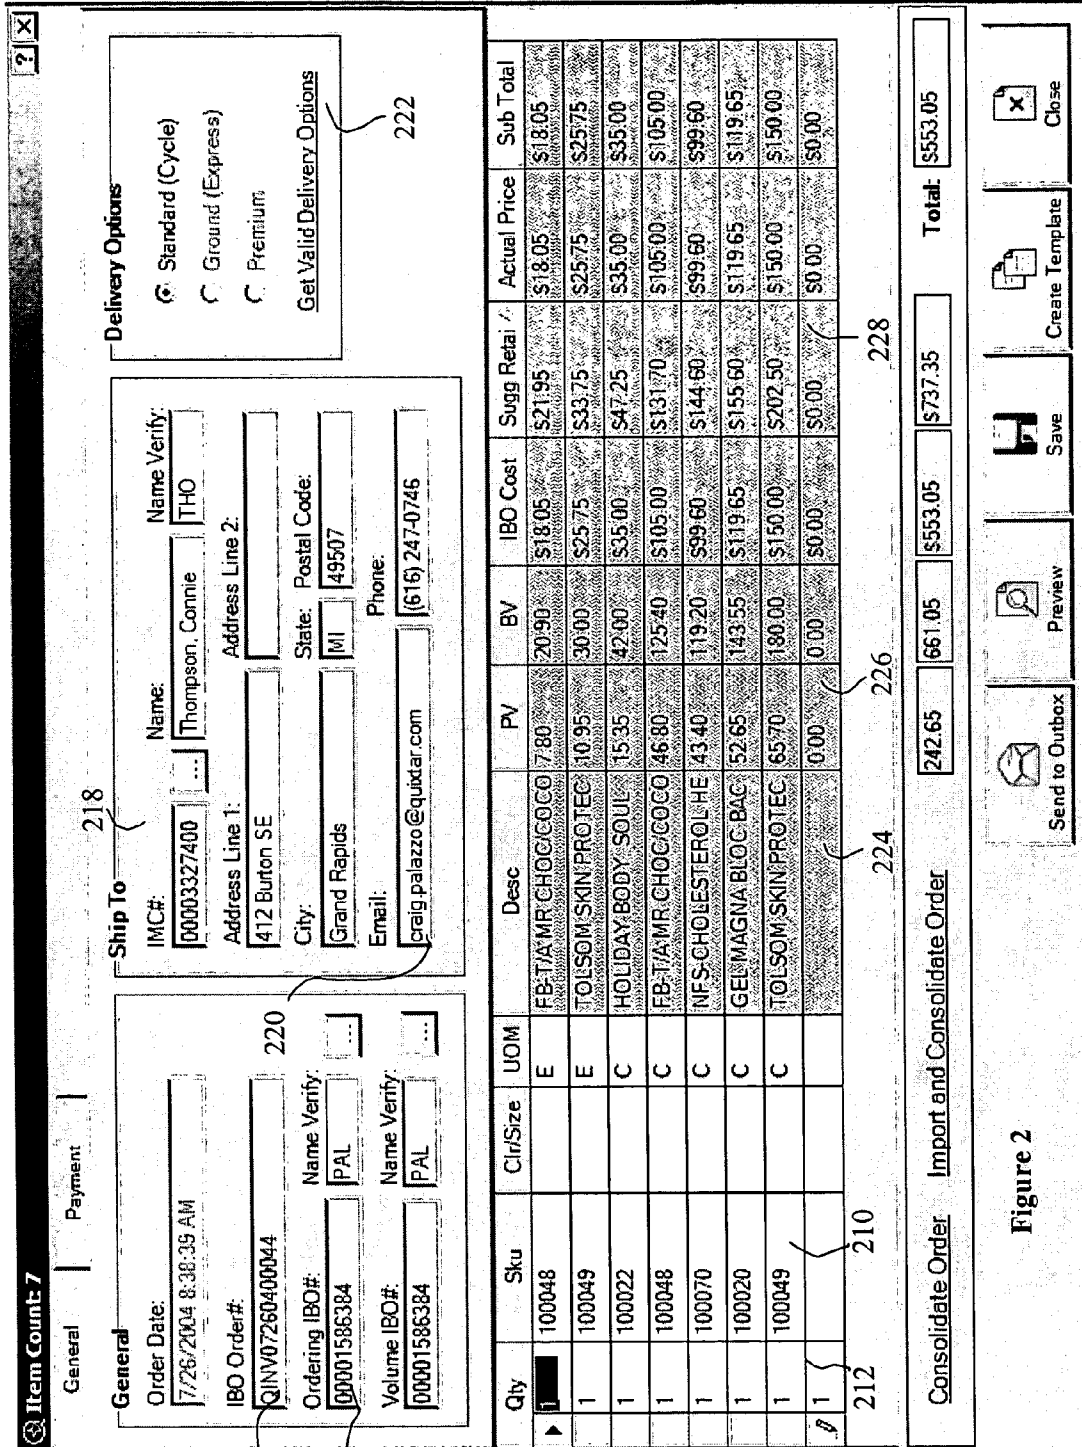 Item Count: 7
? X
General Payment
General
Order Date:
7/26/2004 8:38:39 AM
IBO Order#:
QINV07260400044
Ordering IBO#: Name Verify:
00001586384 PAL ...
Volume IBO#: Name Verify:
00001586384 PAL ...
220
Ship To
218
IMC#: Name: Name Verify:
00003327400 ... Thompson, Connie THO
Address Line 1: Address Line 2:
412 Burton SE
City: State: Postal Code:
Grand Rapids MI 49507
Email: Phone:
craig.palazzo@quixtar.com (616) 247-0746
Delivery Options
Standard (Cycle)
Ground (Express)
Premium
Get Valid Delivery Options
222
Qty Sku Clr/Size UOM Desc PV BV IBO Cost Sugg Retai Actual Price Sub Total
1 100048 E FB-T/A MR CHOC/COCO 7.80 20.90 $18.05 $21.95 $18.05 $18.05
1 100049 E TOLSOM SKIN PROTEC 10.95 30.00 $25.75 $33.75 $25.75 $25.75
1 100022 C HOLIDAY BODY SOUL 15.35 42.00 $35.00 $47.25 $35.00 $35.00
1 100048 C FB-T/A MR CHOC/COCO 46.80 125.40 $105.00 $131.70 $105.00 $105.00
1 100070 C NFS-CHOLESTEROL HE 43.40 119.20 $99.60 $144.60 $99.60 $99.60
1 100020 C GEL MAGNA BLOC BAC 52.65 143.55 $119.65 $155.60 $119.65 $119.65
1 100049 C TOLSOM SKIN PROTEC 65.70 180.00 $150.00 $202.50 $150.00 $150.00
1 0.00 0.00 $0.00 $0.00 $0.00 $0.00
212 210 224 226 228
Consolidate Order Import and Consolidate Order 242.65 661.05 $553.05 $737.35 Total: $553.05
Send to Outbox Preview Save Create Template Close
Figure 2